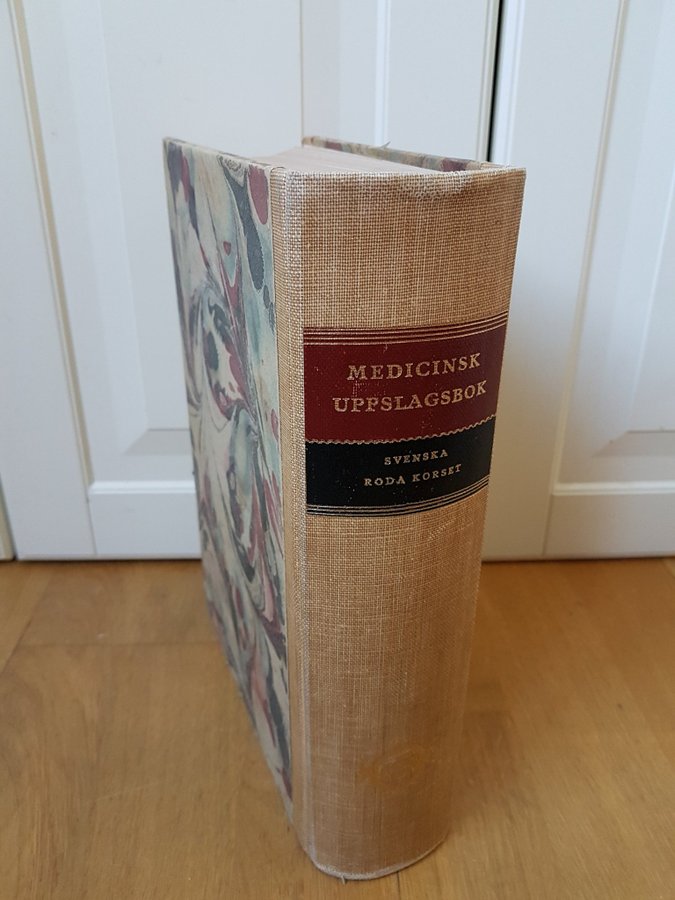 MEDICINSK
UPPSLAGSBOK
SVENSKA
RÖDA KORSET